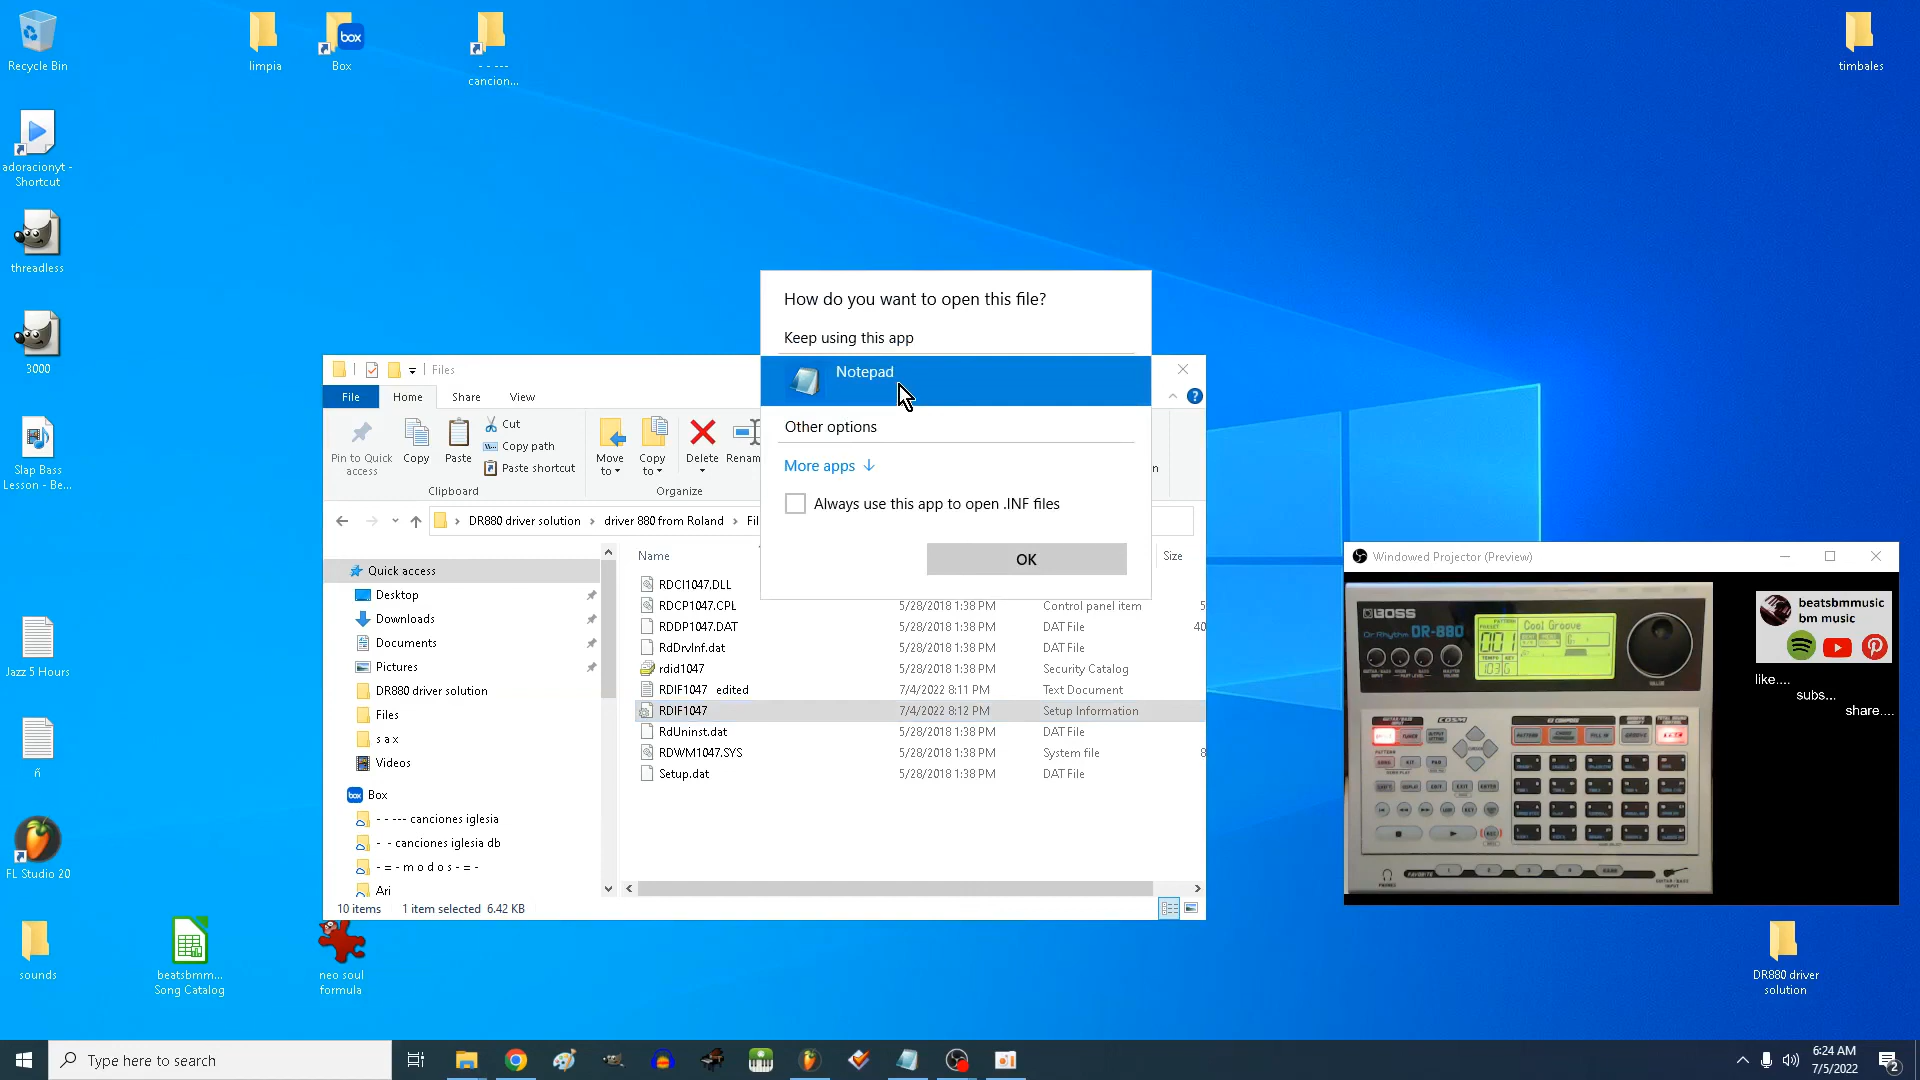 Recycle Bin
limpia
box
Box
- - ---
cancion...
timbales
adoracionyt -
Shortcut
threadless
3000
Slap Bass
Lesson - Be...
Jazz 5 Hours
ñ
FL Studio 20
sounds
beatsbmm...
Song Catalog
neo soul
formula
DR880 driver
solution
How do you want to open this file?
Keep using this app
Notepad
Other options
More apps
Always use this app to open .INF files
OK
Files
File
Home
Share
View
Pin to Quick
access
Copy
Paste
Cut
Copy path
Paste shortcut
Clipboard
Move
to
Copy
to
Delete
Renam
Organize
DR880 driver solution
driver 880 from Roland
Fil
Name
Size
Quick access
Desktop
Downloads
Documents
Pictures
DR880 driver solution
Files
s a x
Videos
box
Box
- - --- canciones iglesia
- - canciones iglesia db
- = - m o d o s - = -
Ari
RDCI1047.DLL
RDCP1047.CPL 5/28/2018 1:38 PM Control panel item 5
RDDP1047.DAT 5/28/2018 1:38 PM DAT File 40
RdDrvInf.dat 5/28/2018 1:38 PM DAT File
rdid1047 5/28/2018 1:38 PM Security Catalog
RDIF1047 edited 7/4/2022 8:11 PM Text Document
RDIF1047 7/4/2022 8:12 PM Setup Information
RdUninst.dat 5/28/2018 1:38 PM DAT File
RDWM1047.SYS 5/28/2018 1:38 PM System file 8
Setup.dat 5/28/2018 1:38 PM DAT File
10 items 1 item selected 6.42 KB
Windowed Projector (Preview)
BOSS
Dr Rhythm DR-880
Cool Groove
001
beatsbmmusic
bm music
like....
subs...
share....
Type here to search
6:24 AM
7/5/2022
2